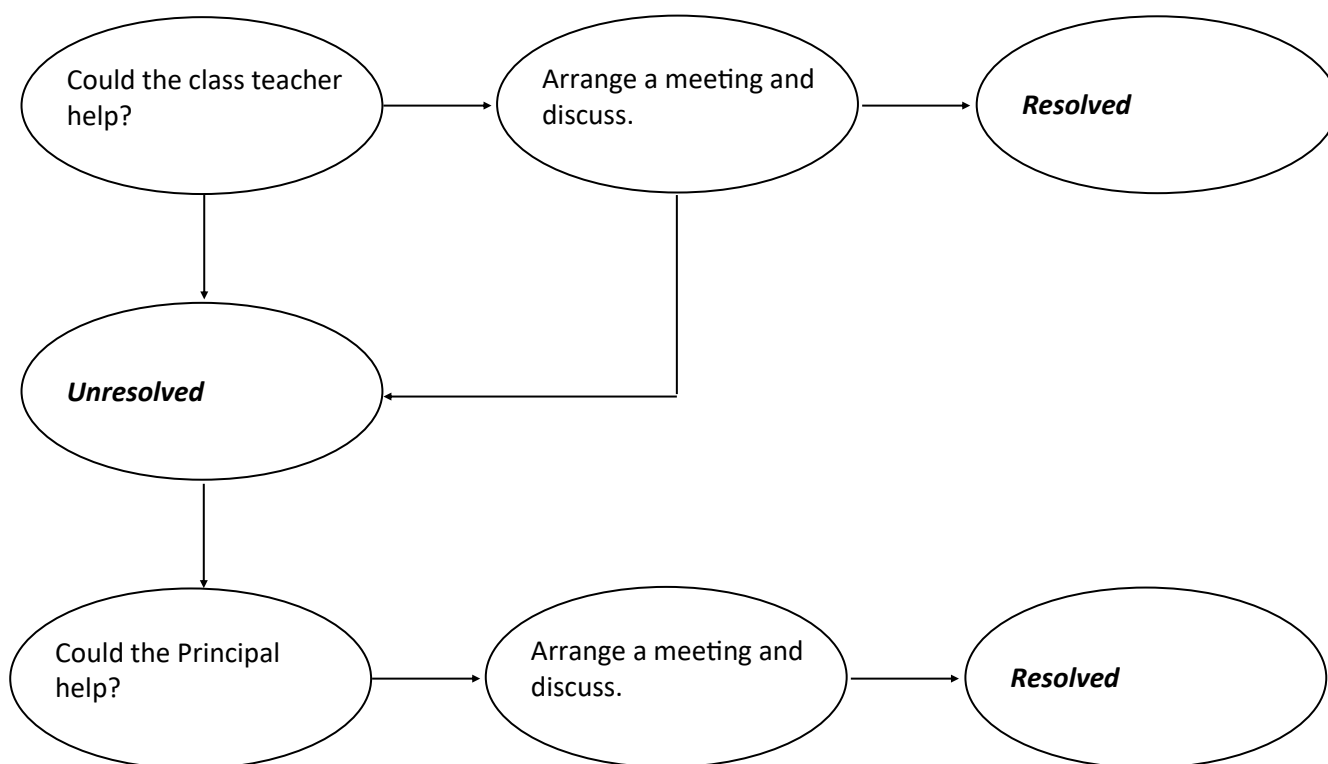 Could the class teacher
help?
Arrange a meeting and
discuss.
Resolved
Unresolved
Could the Principal
help?
Arrange a meeting and
discuss.
Resolved